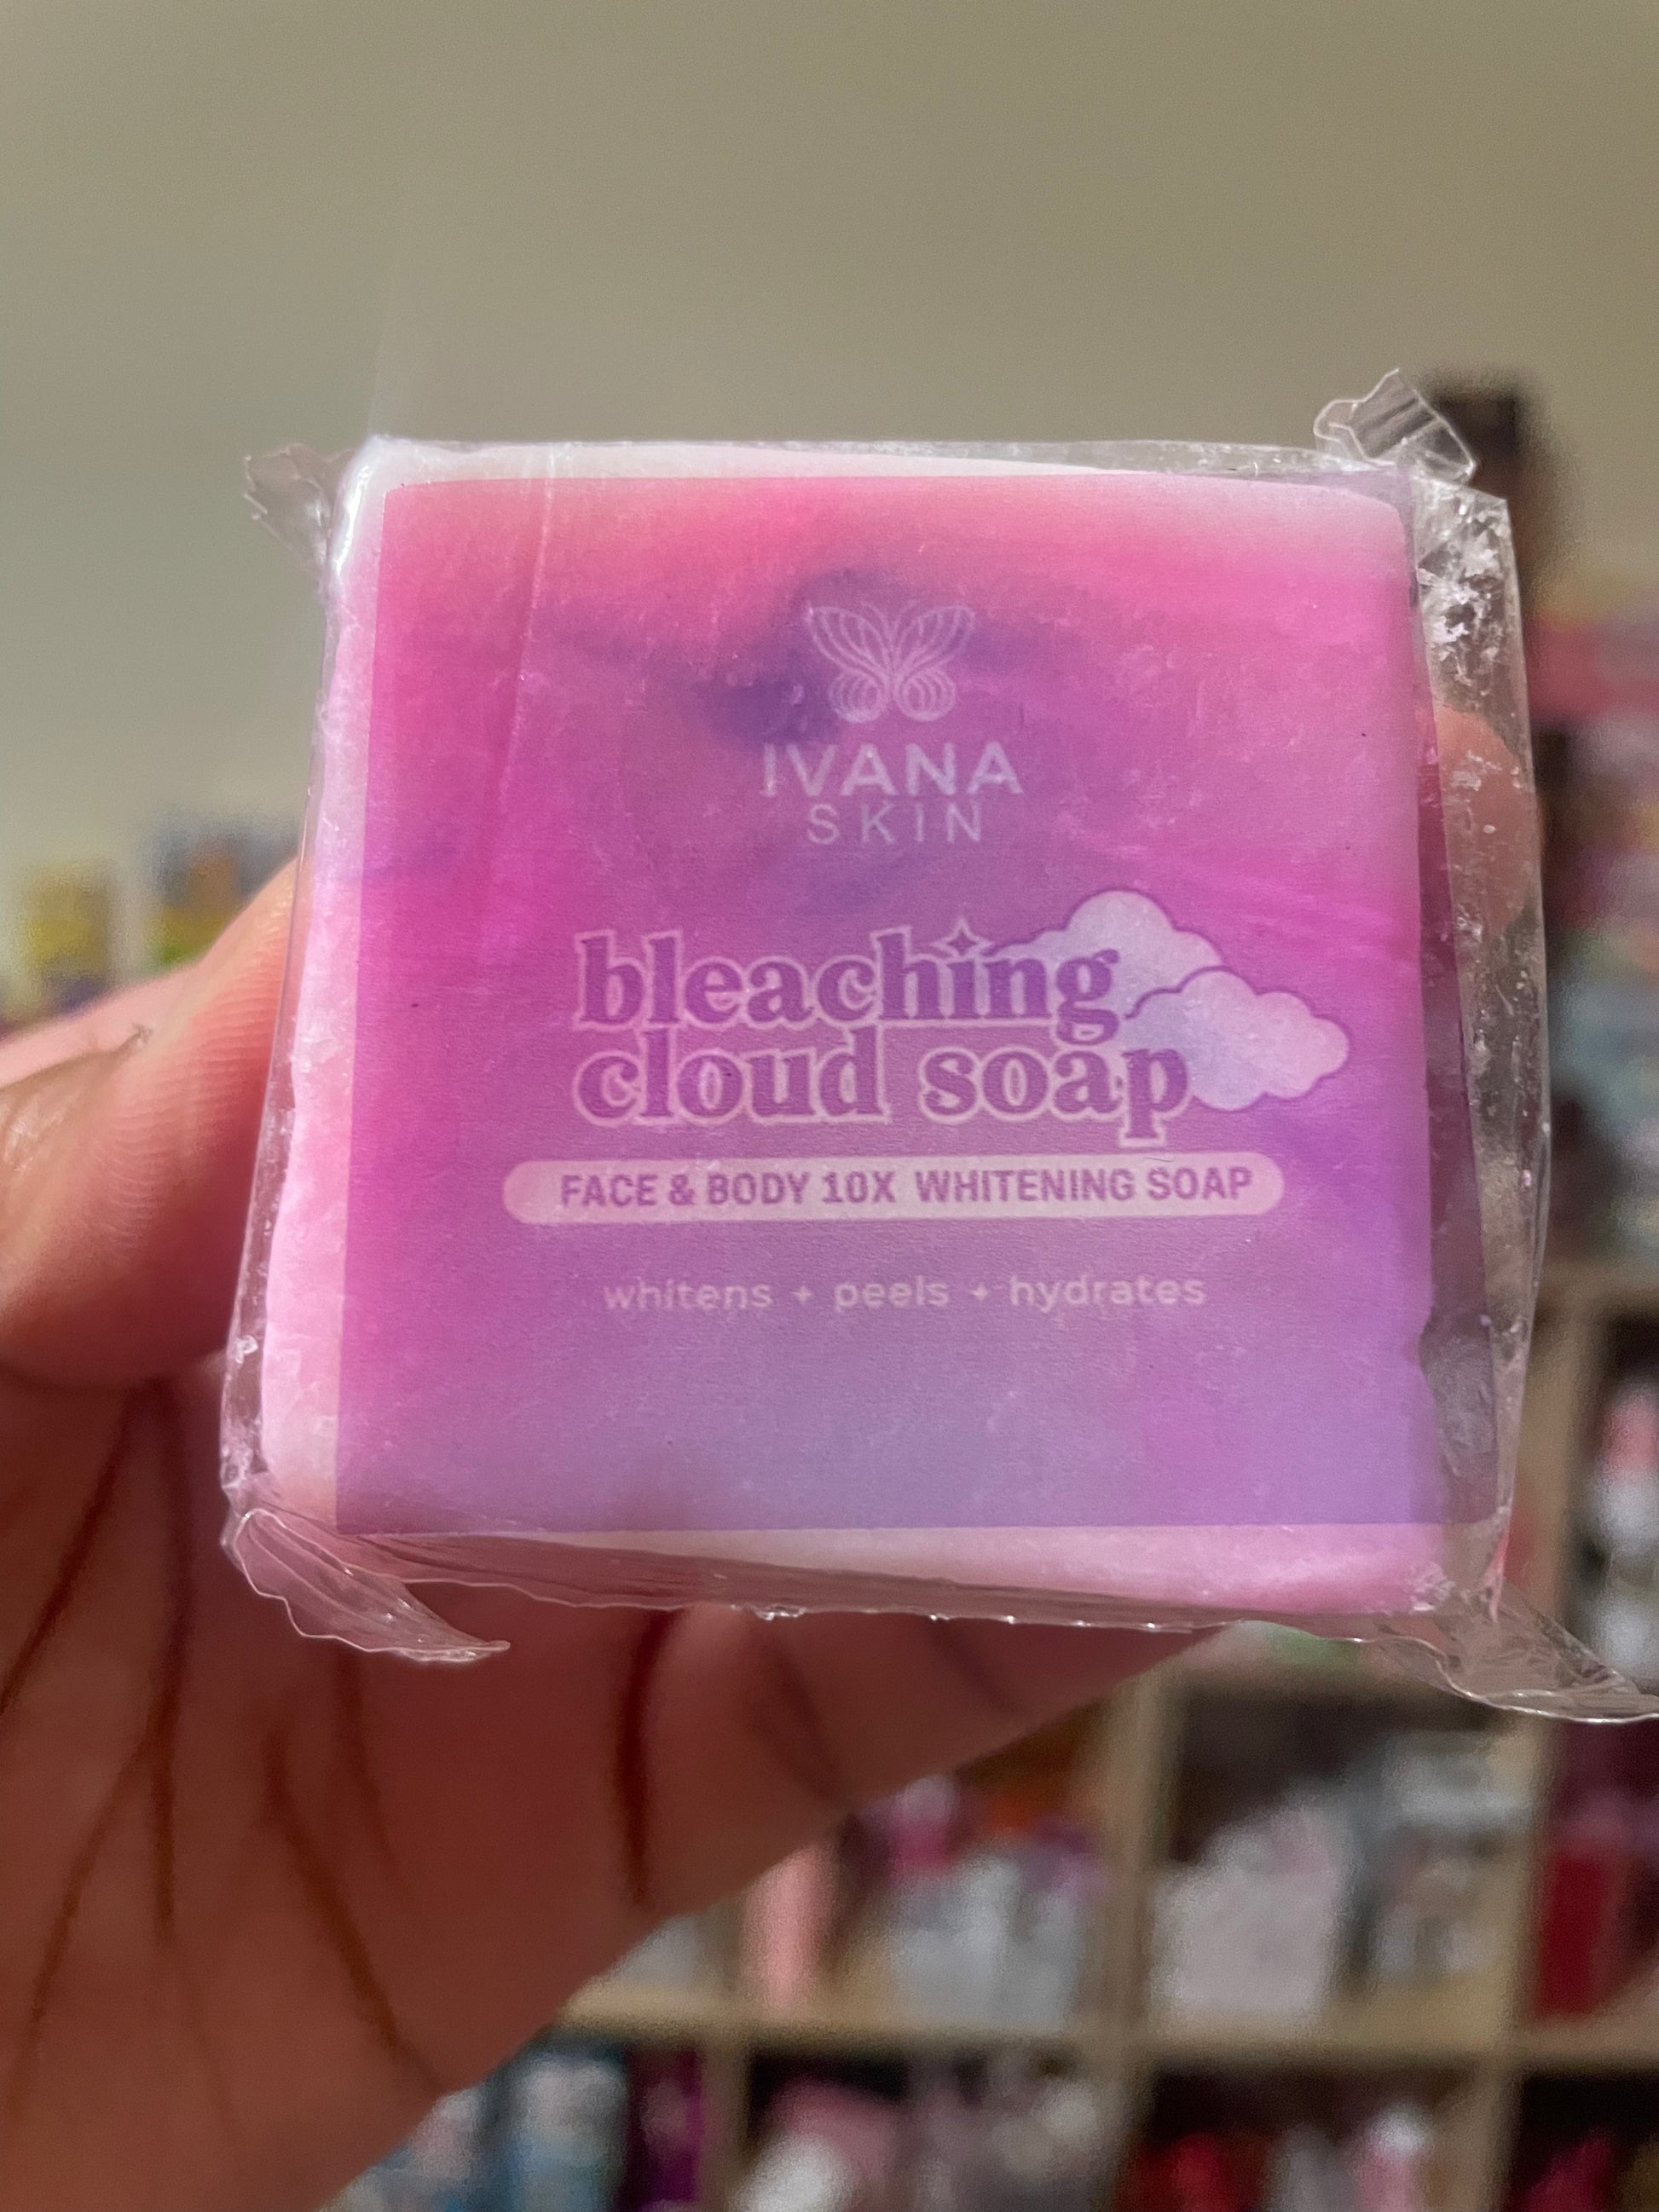 IVANA
SKIN
bleaching
cloud soap
FACE & BODY 10X WHITENING SOAP
whitens + peels + hydrates